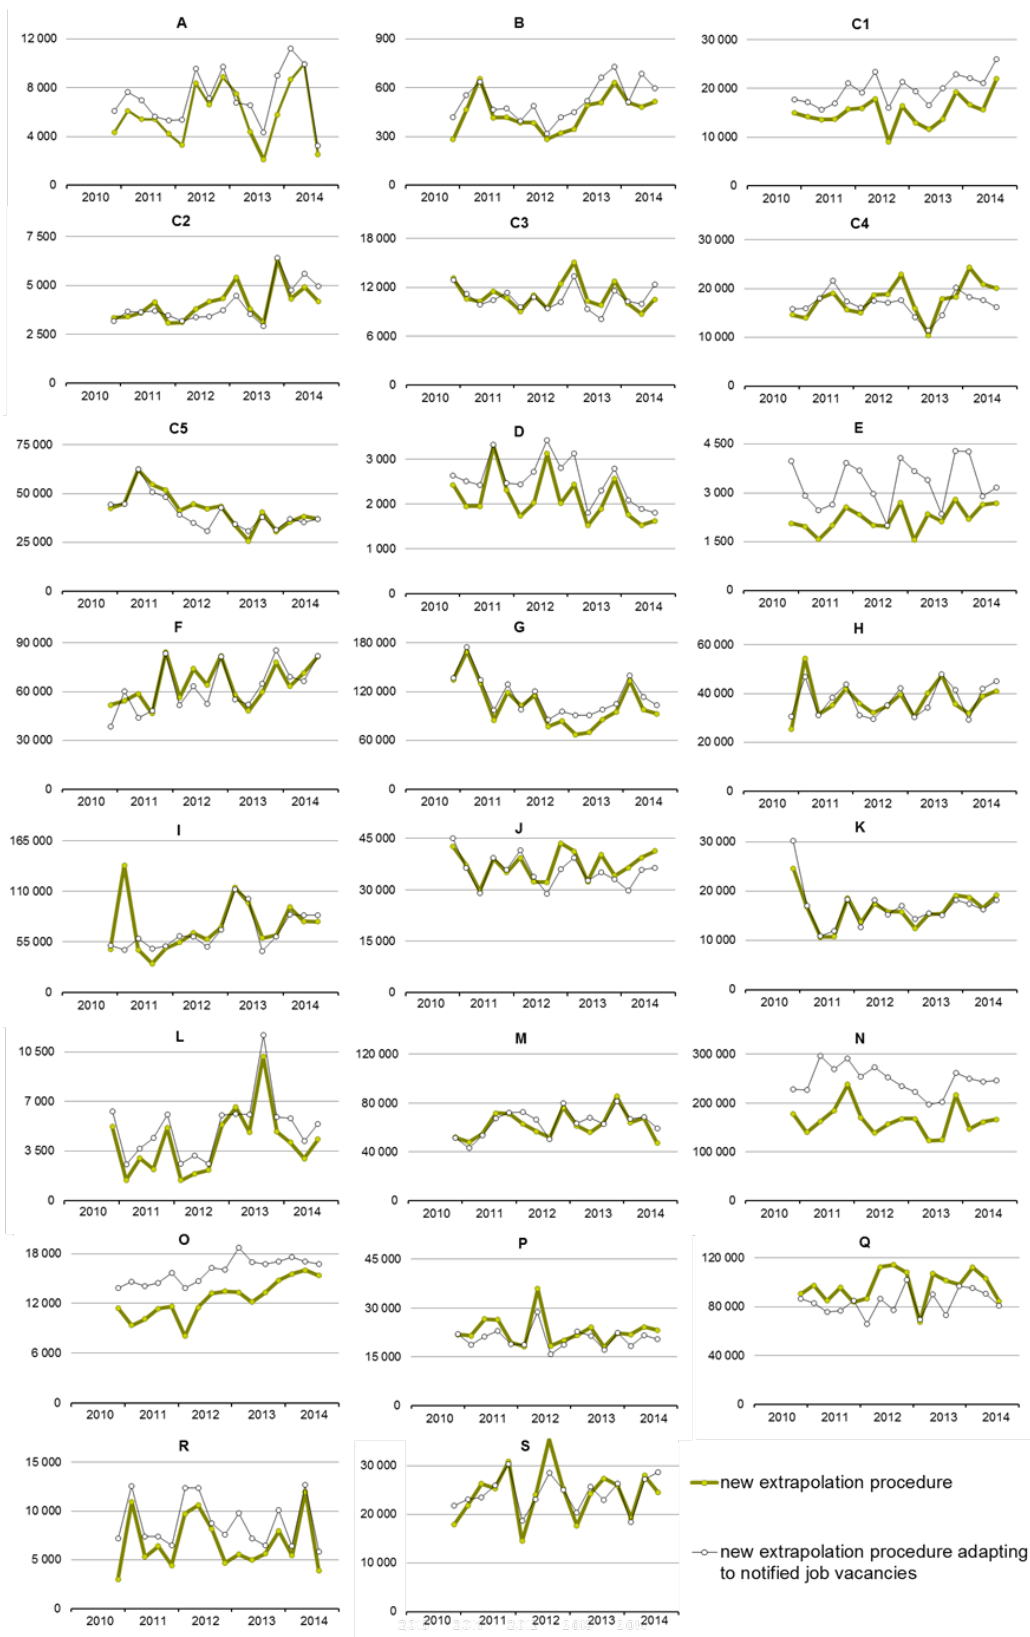 A
B
C1
12 000
8 000
4 000
0
2010 2011 2012 2013 2014
900
600
300
0
2010 2011 2012 2013 2014
30 000
20 000
10 000
0
2010 2011 2012 2013 2014
C2
C3
C4
7 500
5 000
2 500
0
2010 2011 2012 2013 2014
18 000
12 000
6 000
0
2010 2011 2012 2013 2014
30 000
20 000
10 000
0
2010 2011 2012 2013 2014
C5
D
E
75 000
50 000
25 000
0
2010 2011 2012 2013 2014
3 000
2 000
1 000
0
2010 2011 2012 2013 2014
4 500
3 000
1 500
0
2010 2011 2012 2013 2014
F
G
H
90 000
60 000
30 000
0
2010 2011 2012 2013 2014
180 000
120 000
60 000
0
2010 2011 2012 2013 2014
60 000
40 000
20 000
0
2010 2011 2012 2013 2014
I
J
K
165 000
110 000
55 000
0
2010 2011 2012 2013 2014
45 000
30 000
15 000
0
2010 2011 2012 2013 2014
30 000
20 000
10 000
0
2010 2011 2012 2013 2014
L
M
N
10 500
7 000
3 500
0
2010 2011 2012 2013 2014
120 000
80 000
40 000
0
2010 2011 2012 2013 2014
300 000
200 000
100 000
0
2010 2011 2012 2013 2014
O
P
Q
18 000
12 000
6 000
0
2010 2011 2012 2013 2014
45 000
30 000
15 000
0
2010 2011 2012 2013 2014
120 000
80 000
40 000
0
2010 2011 2012 2013 2014
R
S
15 000
10 000
5 000
0
2010 2011 2012 2013 2014
30 000
20 000
10 000
0
2010 2011 2012 2013 2014
new extrapolation procedure
new extrapolation procedure adapting
to notified job vacancies